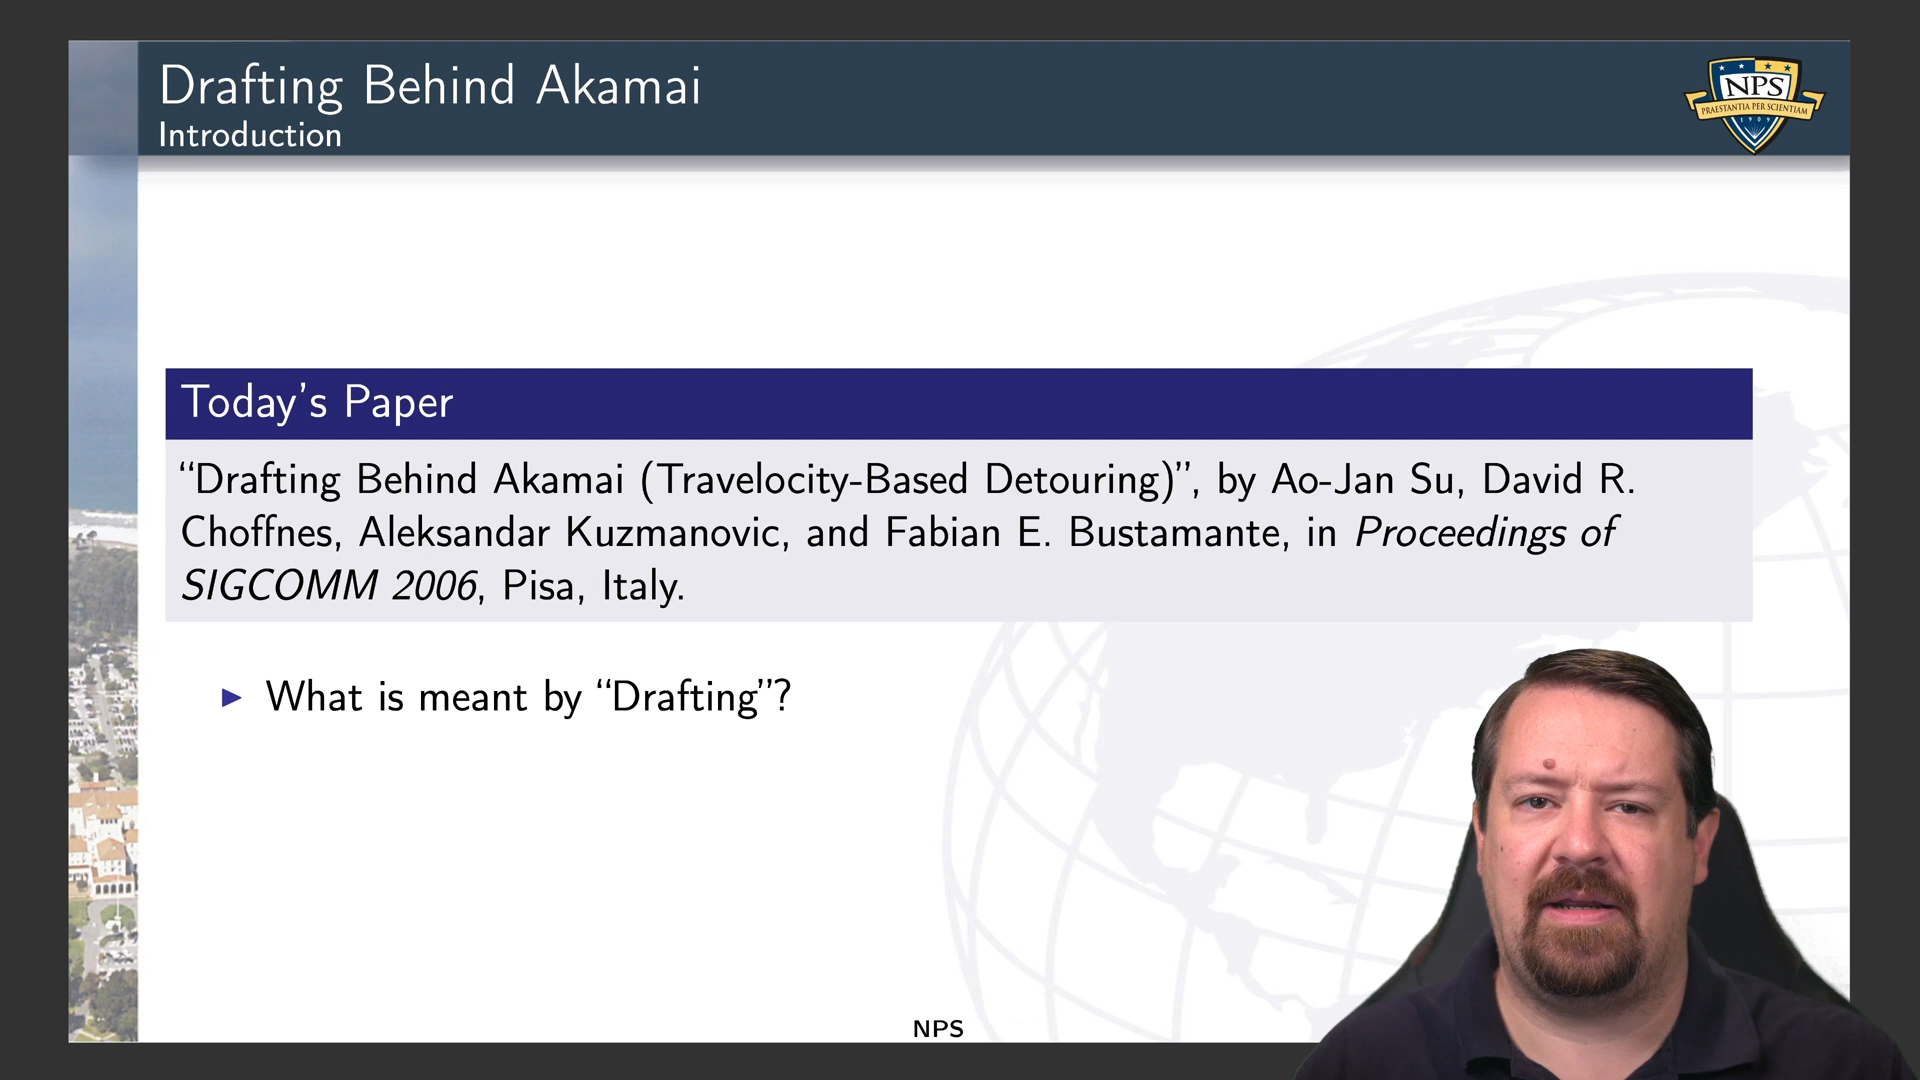 Drafting Behind Akamai
Introduction
NPS
PRAESTANTIA PER SCIENTIAM
1909
Today's Paper
“Drafting Behind Akamai (Travelocity-Based Detouring)”, by Ao-Jan Su, David R.
Choffnes, Aleksandar Kuzmanovic, and Fabian E. Bustamante, in Proceedings of
SIGCOMM 2006, Pisa, Italy.
▶ What is meant by “Drafting”?
NPS